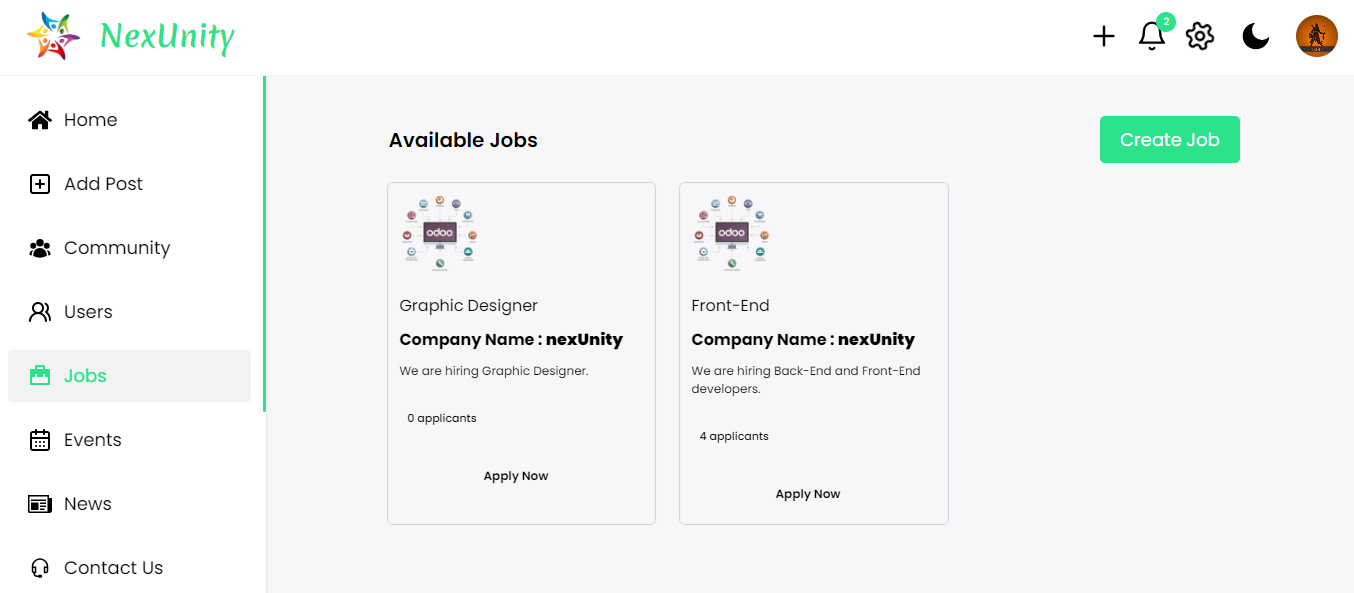 NexUnity
2
Home
Add Post
Community
Users
Jobs
Events
News
Contact Us
Available Jobs
Create Job
odoo
Graphic Designer
Company Name : nexUnity
We are hiring Graphic Designer.
0 applicants
Apply Now
odoo
Front-End
Company Name : nexUnity
We are hiring Back-End and Front-End
developers.
4 applicants
Apply Now